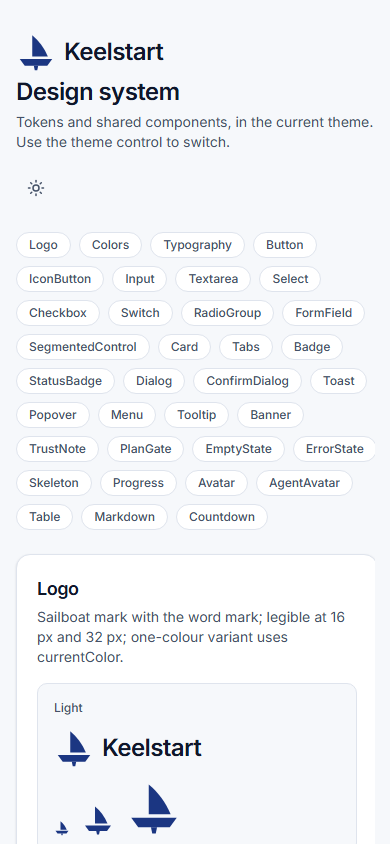 Keelstart
Design system
Tokens and shared components, in the current theme.
Use the theme control to switch.
Logo Colors Typography Button
IconButton Input Textarea Select
Checkbox Switch RadioGroup FormField
SegmentedControl Card Tabs Badge
StatusBadge Dialog ConfirmDialog Toast
Popover Menu Tooltip Banner
TrustNote PlanGate EmptyState ErrorState
Skeleton Progress Avatar AgentAvatar
Table Markdown Countdown
Logo
Sailboat mark with the word mark; legible at 16
px and 32 px; one-colour variant uses
currentColor.
Light
Keelstart